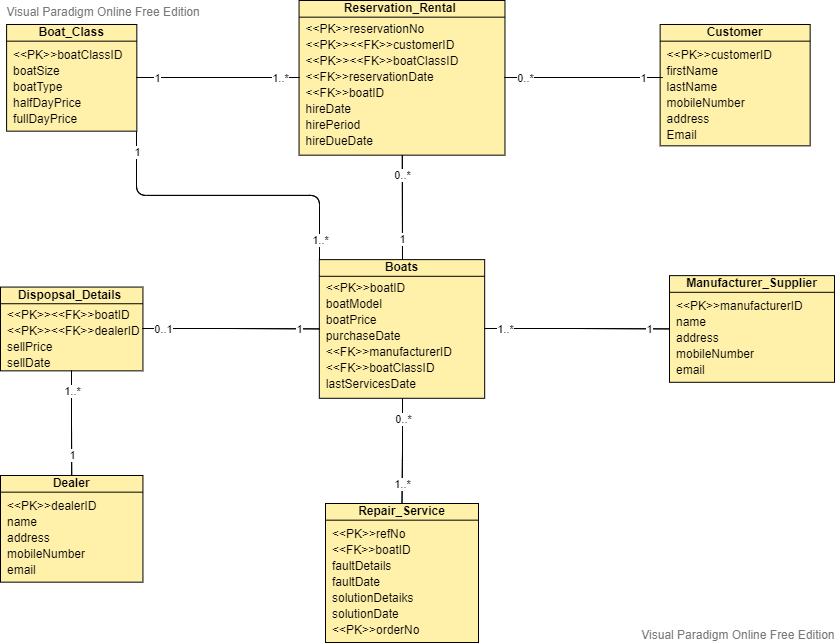 Visual Paradigm Online Free Edition
Boat_Class
<<PK>>boatClassID
boatSize
boatType
halfDayPrice
fullDayPrice
1
1..*
Reservation_Rental
<<PK>>reservationNo
<<PK>><<FK>>customerID
<<PK>><<FK>>boatClassID
<<FK>>reservationDate
<<FK>>boatID
hireDate
hirePeriod
hireDueDate
0..*
1
Customer
<<PK>>customerID
firstName
lastName
mobileNumber
address
Email
1
1..*
0..*
1
Boats
<<PK>>boatID
boatModel
boatPrice
purchaseDate
<<FK>>manufacturerID
<<FK>>boatClassID
lastServicesDate
Dispopsal_Details
<<PK>><<FK>>boatID
<<PK>><<FK>>dealerID
sellPrice
sellDate
0..1
1
1..*
1
Manufacturer_Supplier
<<PK>>manufacturerID
name
address
mobileNumber
email
1..*
1
Dealer
<<PK>>dealerID
name
address
mobileNumber
email
0..*
1..*
Repair_Service
<<PK>>refNo
<<FK>>boatID
faultDetails
faultDate
solutionDetaiks
solutionDate
<<PK>>orderNo
Visual Paradigm Online Free Edition